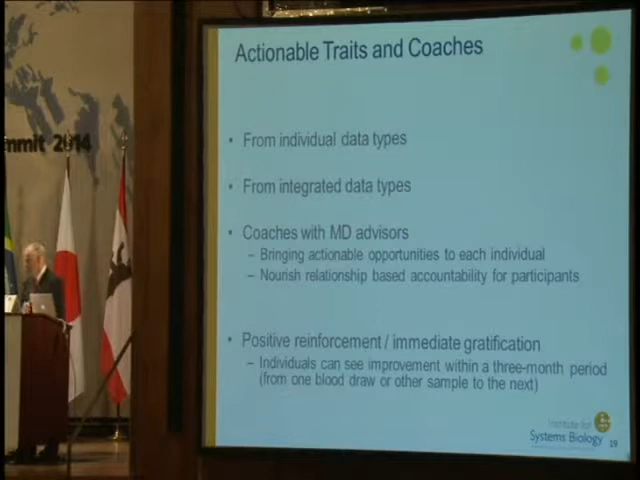 Actionable Traits and Coaches
mmit 2014
• From individual data types
• From integrated data types
• Coaches with MD advisors
– Bringing actionable opportunities to each individual
– Nourish relationship based accountability for participants
• Positive reinforcement / immediate gratification
– Individuals can see improvement within a three-month period
(from one blood draw or other sample to the next)
Institute for
Systems Biology
19